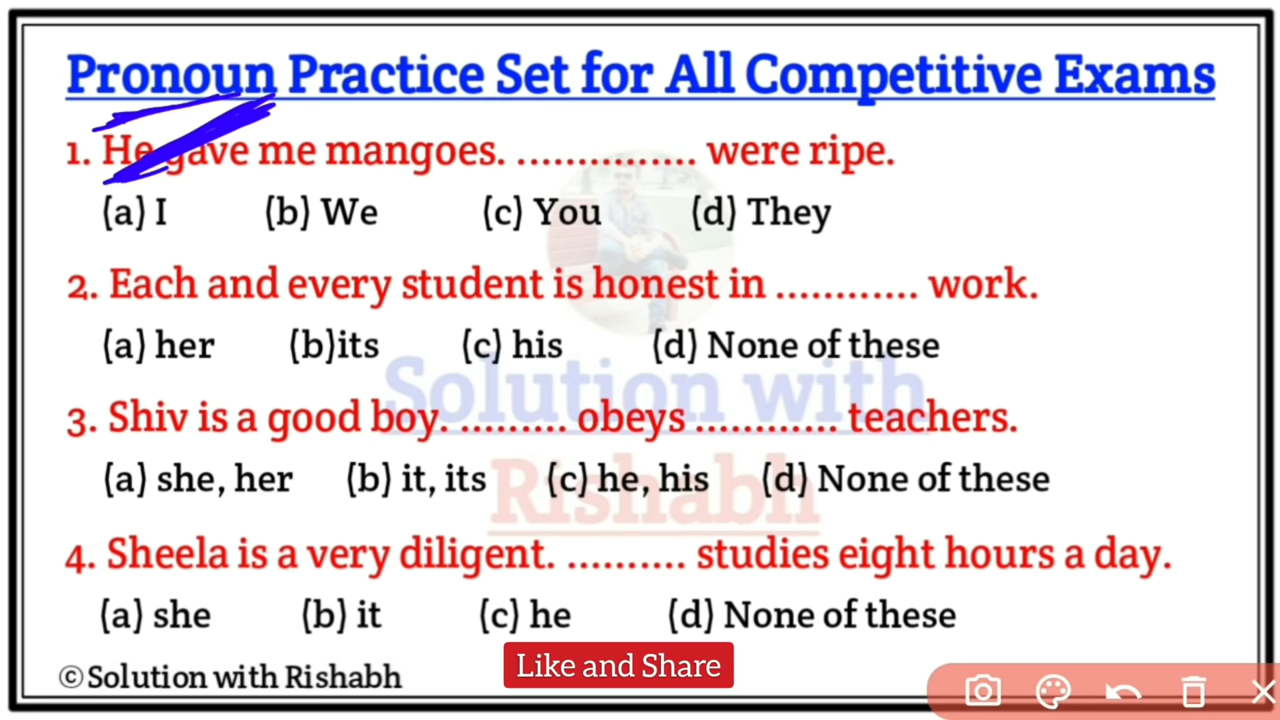 Pronoun Practice Set for All Competitive Exams
1. He gave me mangoes. ............... were ripe.
(a) I (b) We (c) You (d) They
2. Each and every student is honest in ............ work.
(a) her (b)its (c) his (d) None of these
Solution with
3. Shiv is a good boy. ......... obeys ............ teachers.
(a) she, her (b) it, its (c) he, his (d) None of these
Rishabh
4. Sheela is a very diligent. .......... studies eight hours a day.
(a) she (b) it (c) he (d) None of these
Like and Share
©Solution with Rishabh